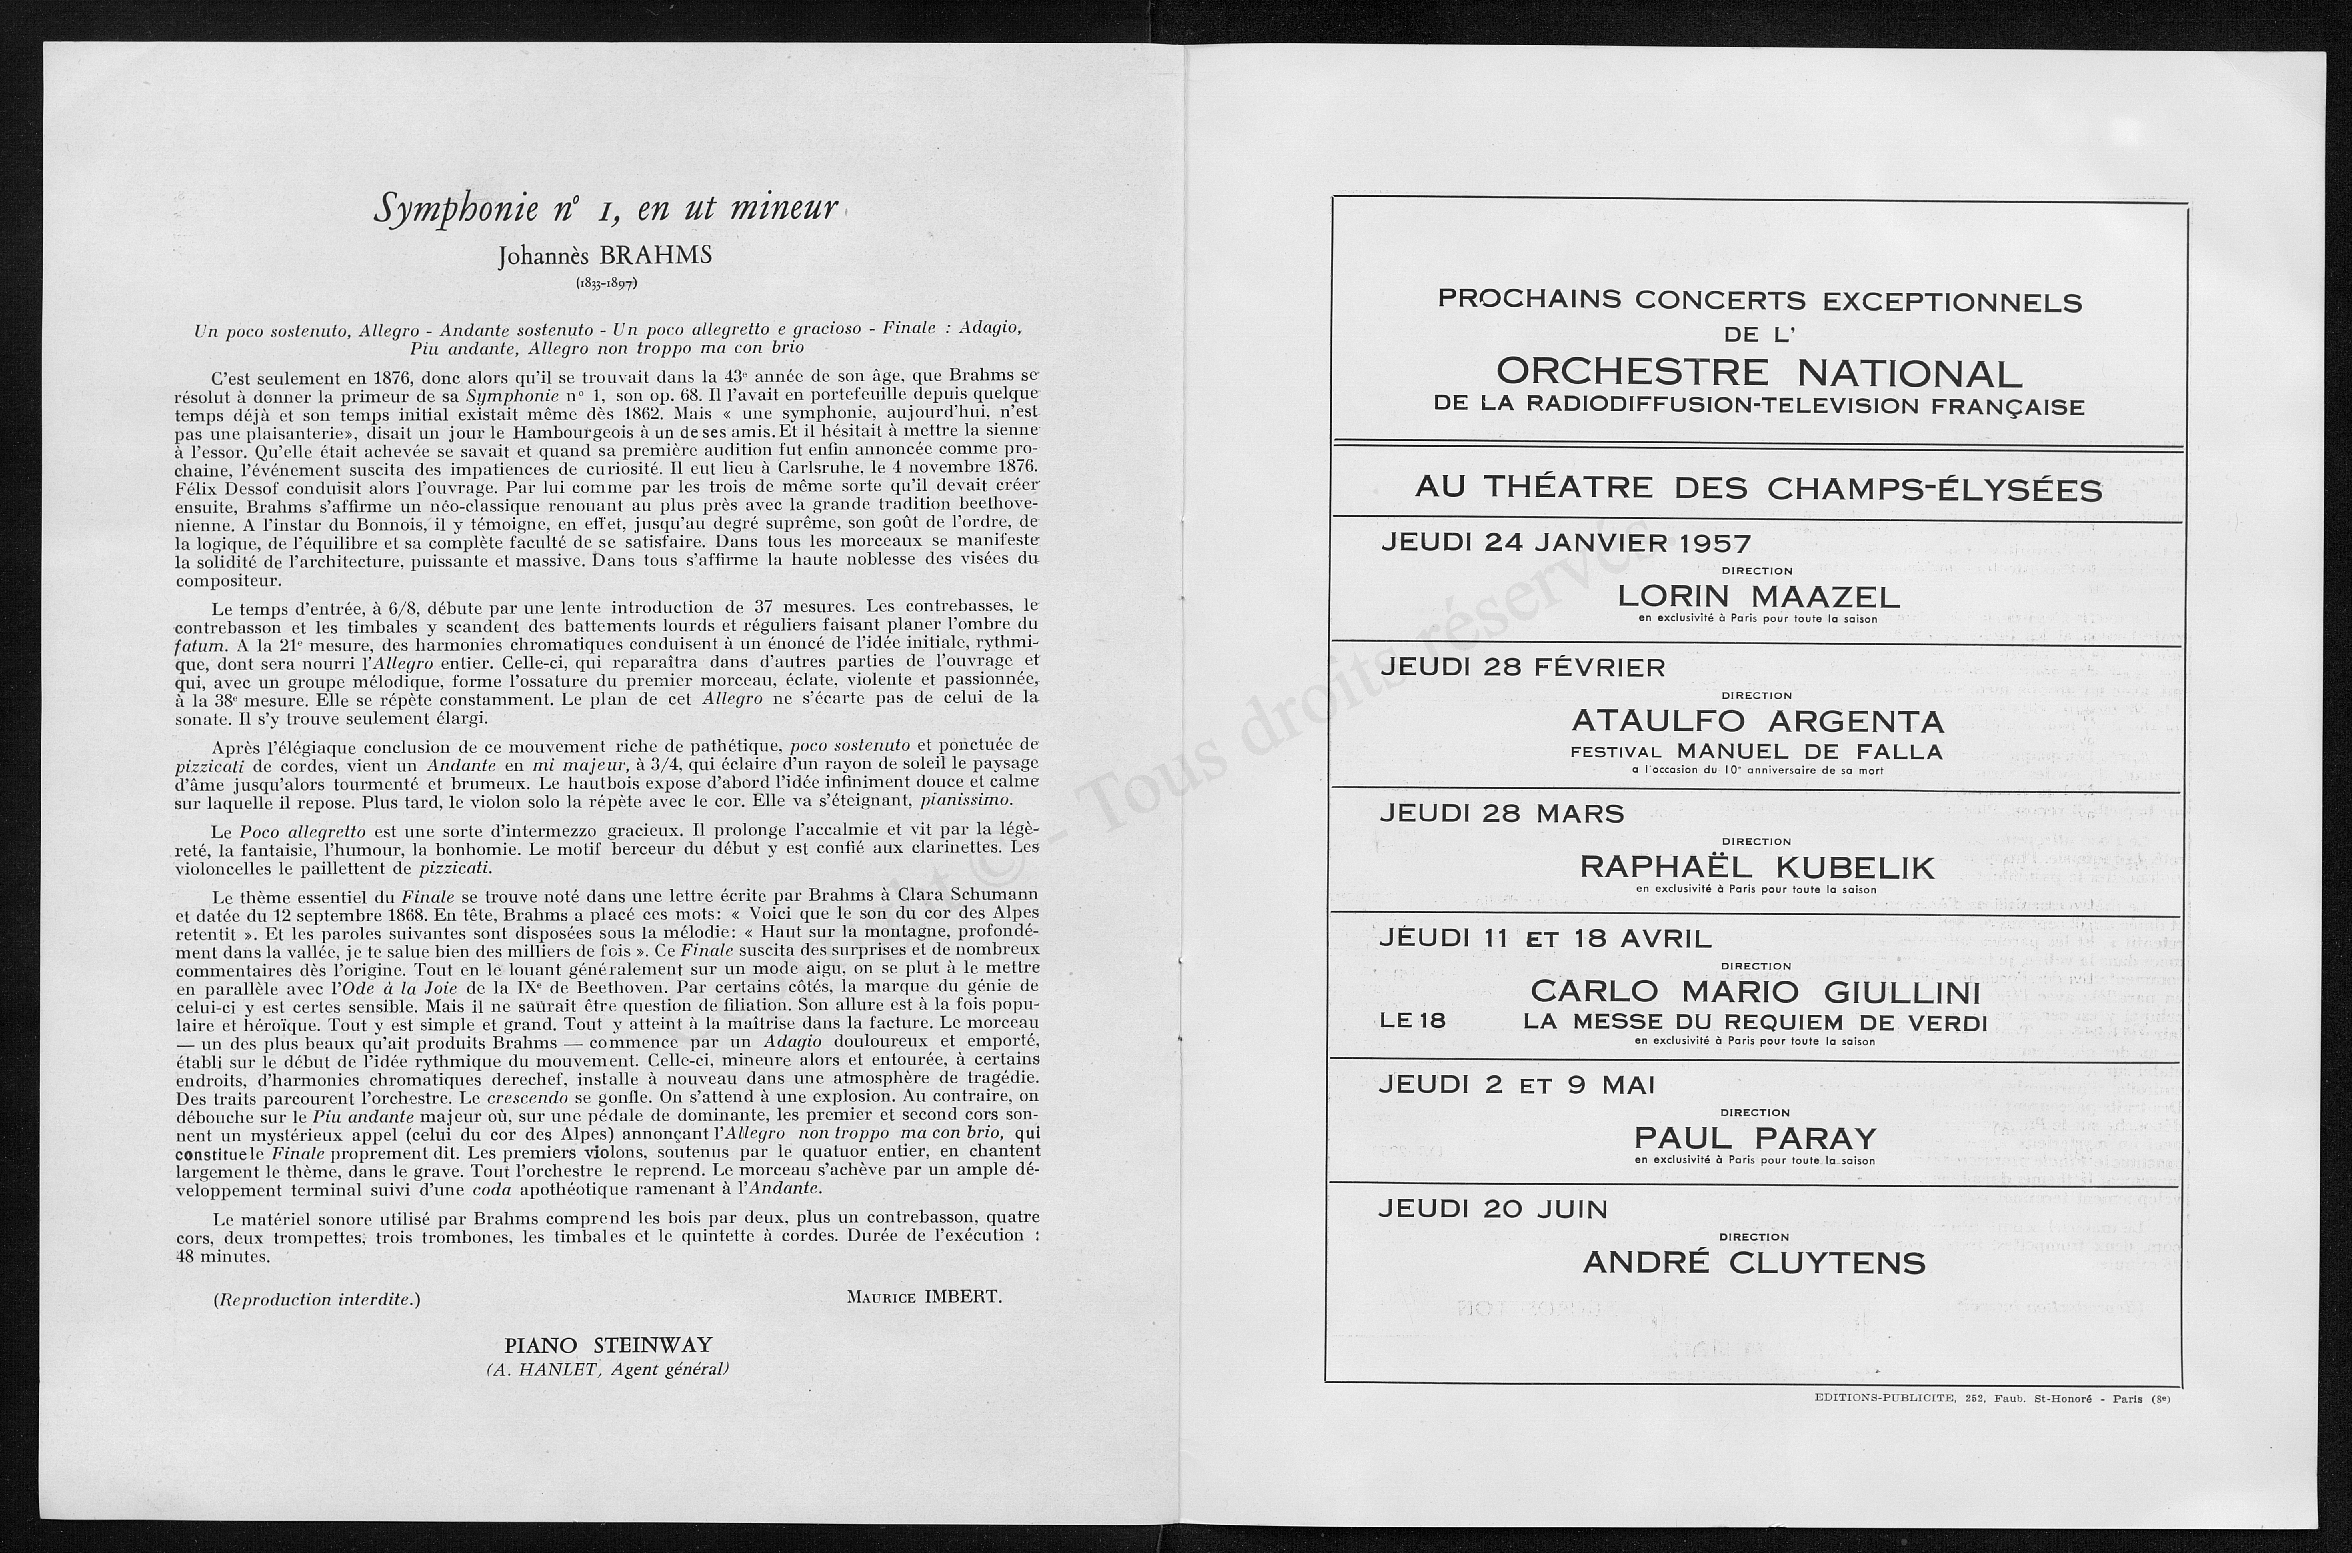 Symphonie n° 1, en ut mineur
Johannès BRAHMS
(1833-1897)
Un poco sostenuto, Allegro - Andante sostenuto - Un poco allegretto e gracioso - Finale : Adagio,
Piu andante, Allegro non troppo ma con brio
C'est seulement en 1876, donc alors qu'il se trouvait dans la 43e année de son âge, que Brahms se
résolut à donner la primeur de sa Symphonie n° 1, son op. 68. Il l'avait en portefeuille depuis quelque
temps déjà et son temps initial existait même dès 1862. Mais « une symphonie, aujourd'hui, n'est
pas une plaisanterie», disait un jour le Hambourgeois à un de ses amis. Et il hésitait à mettre la sienne
à l'essor. Qu'elle était achevée se savait et quand sa première audition fut enfin annoncée comme pro-
chaine, l'événement suscita des impatiences de curiosité. Il eut lieu à Carlsruhe, le 4 novembre 1876.
Félix Dessof conduisit alors l'ouvrage. Par lui comme par les trois de même sorte qu'il devait créer
ensuite, Brahms s'affirme un néo-classique renouant au plus près avec la grande tradition beethove-
nienne. A l'instar du Bonnois, il y témoigne, en effet, jusqu'au degré suprême, son goût de l'ordre, de
la logique, de l'équilibre et sa complète faculté de se satisfaire. Dans tous les morceaux se manifeste
la solidité de l'architecture, puissante et massive. Dans tous s'affirme la haute noblesse des visées du
compositeur.
Le temps d'entrée, à 6/8, débute par une lente introduction de 37 mesures. Les contrebasses, le
contrebasson et les timbales y scandent des battements lourds et réguliers faisant planer l'ombre du
fatum. A la 21e mesure, des harmonies chromatiques conduisent à un énoncé de l'idée initiale, rythmi-
que, dont sera nourri l'Allegro entier. Celle-ci, qui reparaîtra dans d'autres parties de l'ouvrage et
qui, avec un groupe mélodique, forme l'ossature du premier morceau, éclate, violente et passionnée,
à la 38e mesure. Elle se répète constamment. Le plan de cet Allegro ne s'écarte pas de celui de la
sonate. Il s'y trouve seulement élargi.
Après l'élégiaque conclusion de ce mouvement riche de pathétique, poco sostenuto et ponctuée de
pizzicati de cordes, vient un Andante en mi majeur, à 3/4, qui éclaire d'un rayon de soleil le paysage
d'âme jusqu'alors tourmenté et brumeux. Le hautbois expose d'abord l'idée infiniment douce et calme
sur laquelle il repose. Plus tard, le violon solo la répète avec le cor. Elle va s'éteignant, pianissimo.
Le Poco allegretto est une sorte d'intermezzo gracieux. Il prolonge l'accalmie et vit par la légè-
reté, la fantaisie, l'humour, la bonhomie. Le motif berceur du début y est confié aux clarinettes. Les
violoncelles le paillettent de pizzicati.
Le thème essentiel du Finale se trouve noté dans une lettre écrite par Brahms à Clara Schumann
et datée du 12 septembre 1868. En tête, Brahms a placé ces mots: « Voici que le son du cor des Alpes
retentit ». Et les paroles suivantes sont disposées sous la mélodie: « Haut sur la montagne, profondé-
ment dans la vallée, je te salue bien des milliers de fois ». Ce Finale suscita des surprises et de nombreux
commentaires dès l'origine. Tout en le louant généralement sur un mode aigu, on se plut à le mettre
en parallèle avec l'Ode à la Joie de la IXe de Beethoven. Par certains côtés, la marque du génie de
celui-ci y est certes sensible. Mais il ne saurait être question de filiation. Son allure est à la fois popu-
laire et héroïque. Tout y est simple et grand. Tout y atteint à la maîtrise dans la facture. Le morceau
— un des plus beaux qu'ait produits Brahms — commence par un Adagio douloureux et emporté,
établi sur le début de l'idée rythmique du mouvement. Celle-ci, mineure alors et entourée, à certains
endroits, d'harmonies chromatiques derechef, installe à nouveau dans une atmosphère de tragédie.
Des traits parcourent l'orchestre. Le crescendo se gonfle. On s'attend à une explosion. Au contraire, on
débouche sur le Piu andante majeur où, sur une pédale de dominante, les premier et second cors son-
nent un mystérieux appel (celui du cor des Alpes) annonçant l'Allegro non troppo ma con brio, qui
constitue le Finale proprement dit. Les premiers violons, soutenus par le quatuor entier, en chantent
largement le thème, dans le grave. Tout l'orchestre le reprend. Le morceau s'achève par un ample dé-
veloppement terminal suivi d'une coda apothéotique ramenant à l'Andante.
Le matériel sonore utilisé par Brahms comprend les bois par deux, plus un contrebasson, quatre
cors, deux trompettes, trois trombones, les timbales et le quintette à cordes. Durée de l'exécution :
48 minutes.
(Reproduction interdite.)
MAURICE IMBERT.
PIANO STEINWAY
(A. HANLET, Agent général)
PROCHAINS CONCERTS EXCEPTIONNELS
DE L'
ORCHESTRE NATIONAL
DE LA RADIODIFFUSION-TELEVISION FRANÇAISE
AU THÉATRE DES CHAMPS-ÉLYSÉES
JEUDI 24 JANVIER 1957
DIRECTION
LORIN MAAZEL
en exclusivité à Paris pour toute la saison
JEUDI 28 FÉVRIER
DIRECTION
ATAULFO ARGENTA
FESTIVAL MANUEL DE FALLA
a l'occasion du 10e anniversaire de sa mort
JEUDI 28 MARS
DIRECTION
RAPHAËL KUBELIK
en exclusivité à Paris pour toute la saison
JEUDI 11 ET 18 AVRIL
DIRECTION
CARLO MARIO GIULLINI
LE 18 LA MESSE DU REQUIEM DE VERDI
en exclusivité à Paris pour toute la saison
JEUDI 2 ET 9 MAI
DIRECTION
PAUL PARAY
en exclusivité à Paris pour toute la saison
JEUDI 20 JUIN
DIRECTION
ANDRÉ CLUYTENS
EDITIONS-PUBLICITE, 252, Faub. St-Honoré - Paris (8e)
© - Tous droits réservés